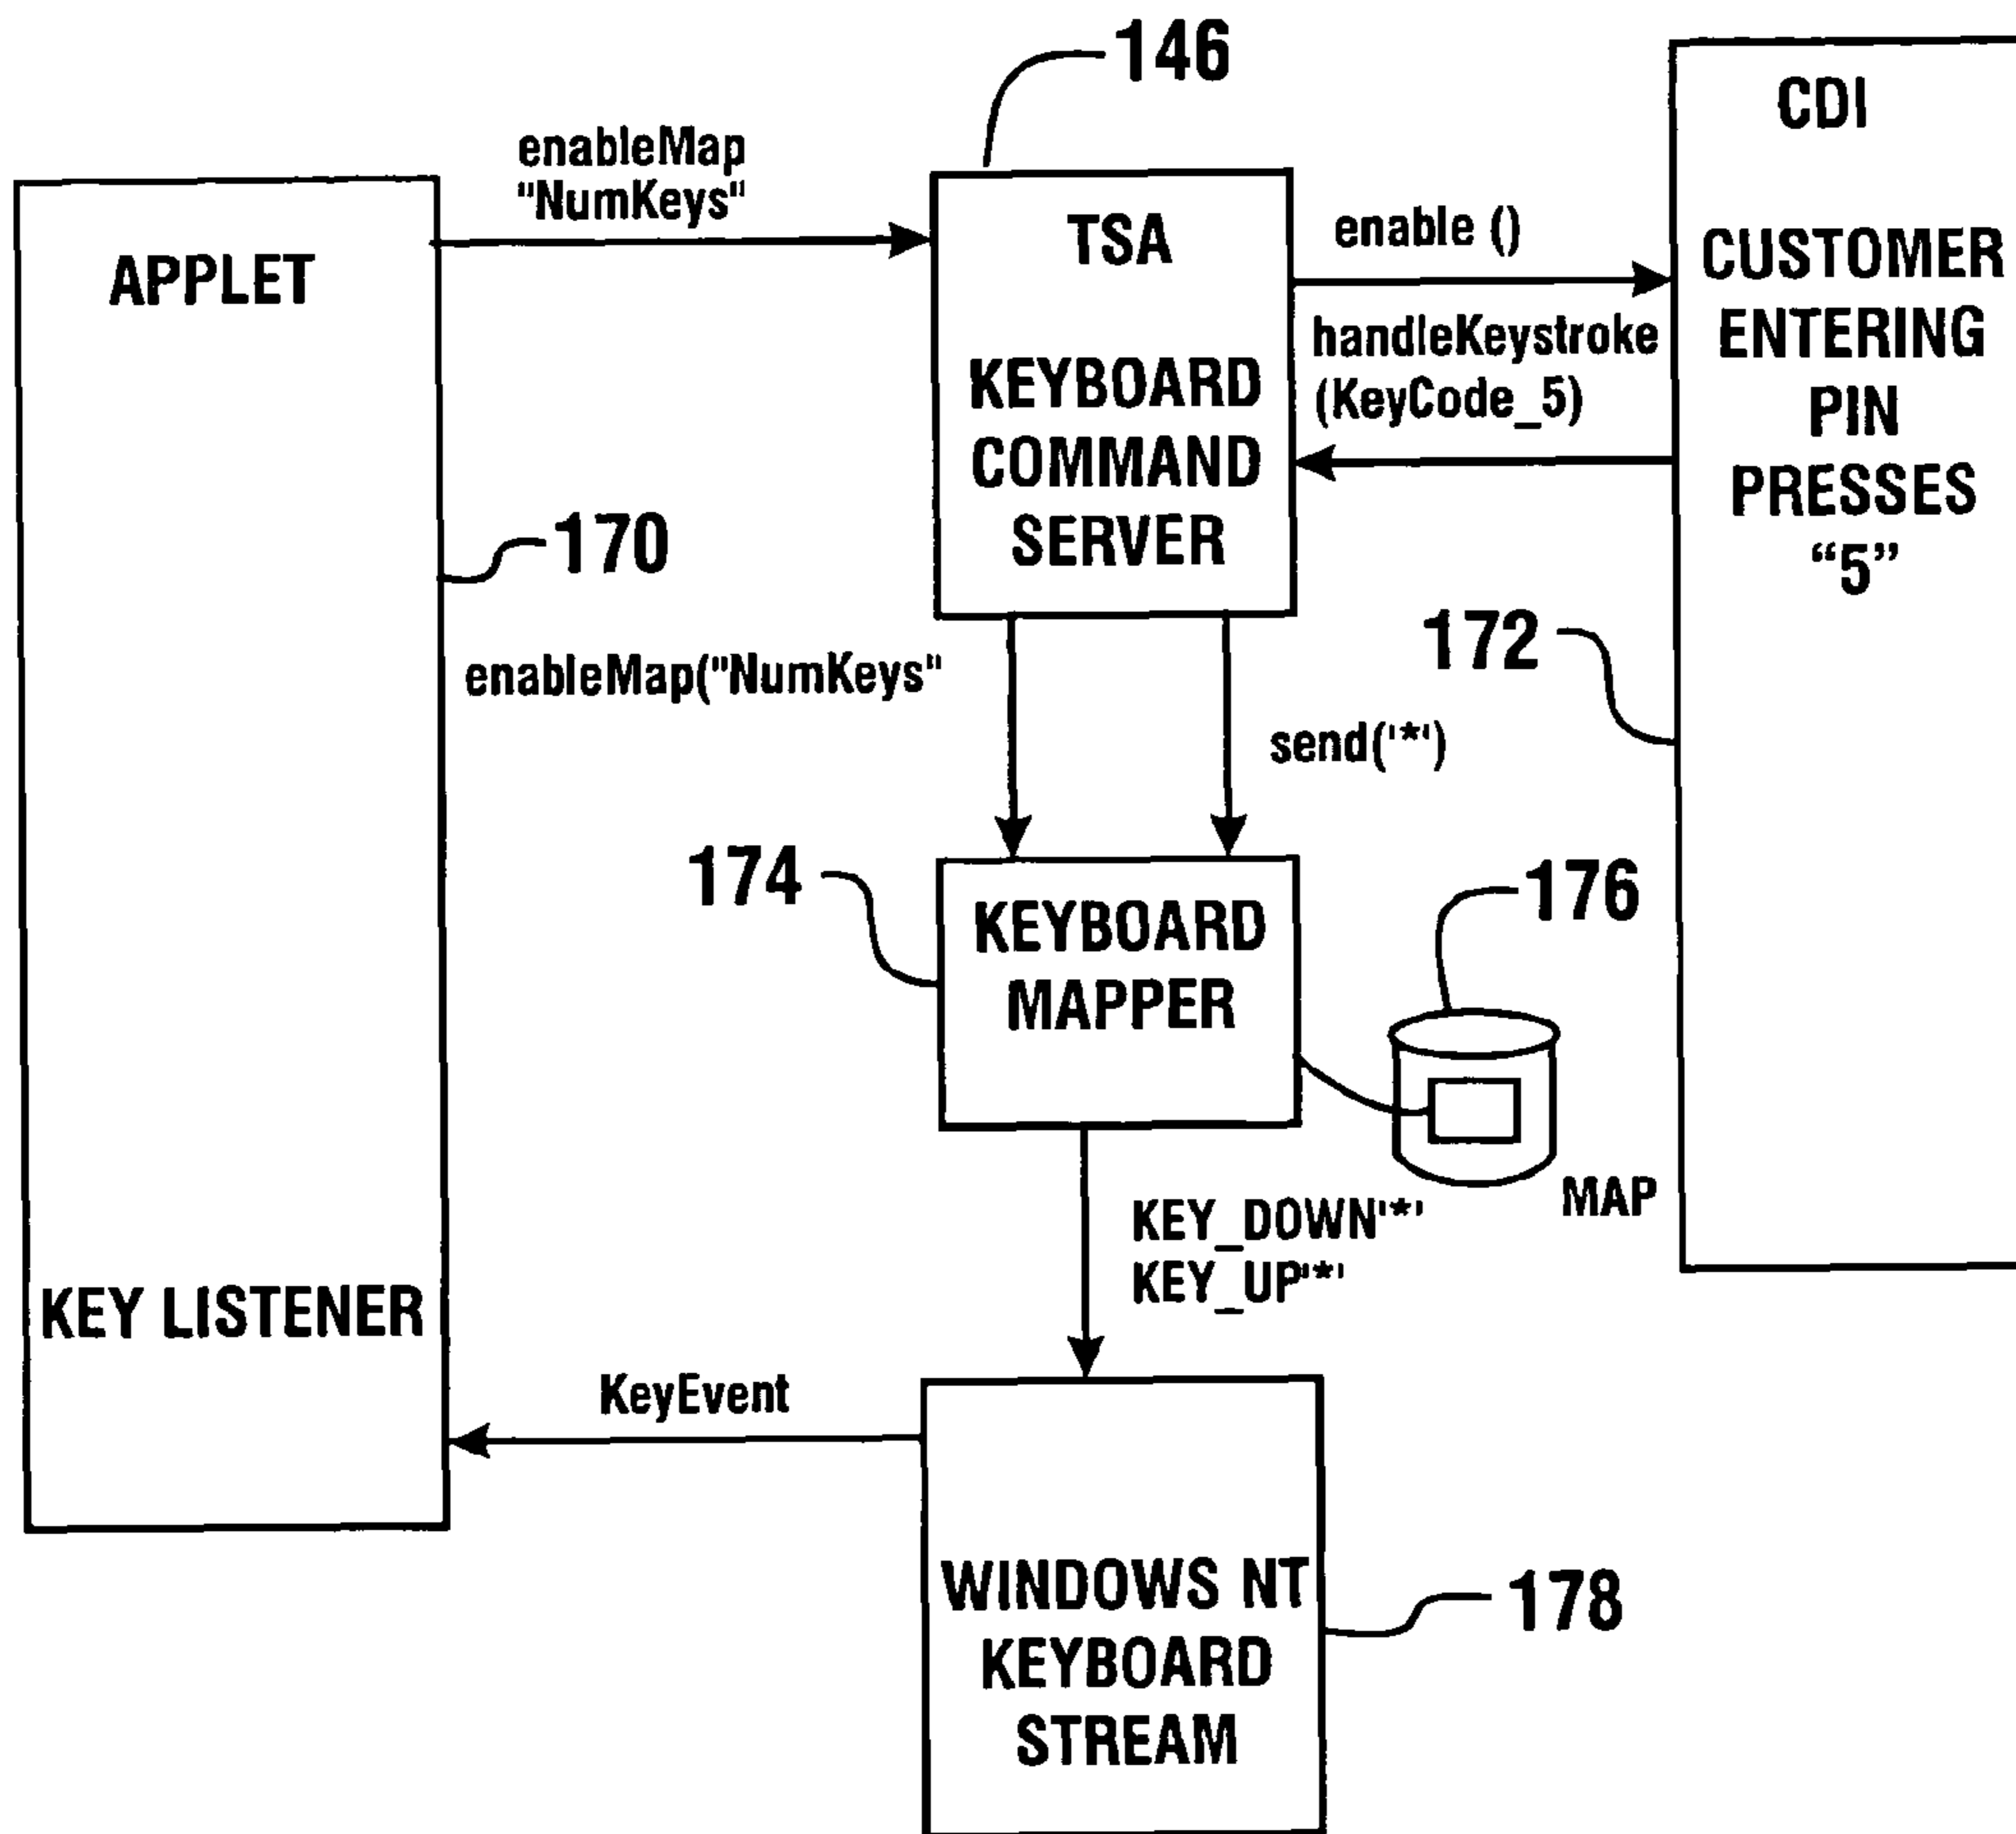 146
CDI
enableMap
"NumKeys"
APPLET
TSA
KEYBOARD
COMMAND
SERVER
enable ()
handleKeystroke
(KeyCode_5)
CUSTOMER
ENTERING
PIN
PRESSES
“5”
170
172
enableMap("NumKeys"
send('*')
174
KEYBOARD
MAPPER
176
MAP
KEY_DOWN'*'
KEY_UP'*'
KEY LISTENER
KeyEvent
WINDOWS NT
KEYBOARD
STREAM
178